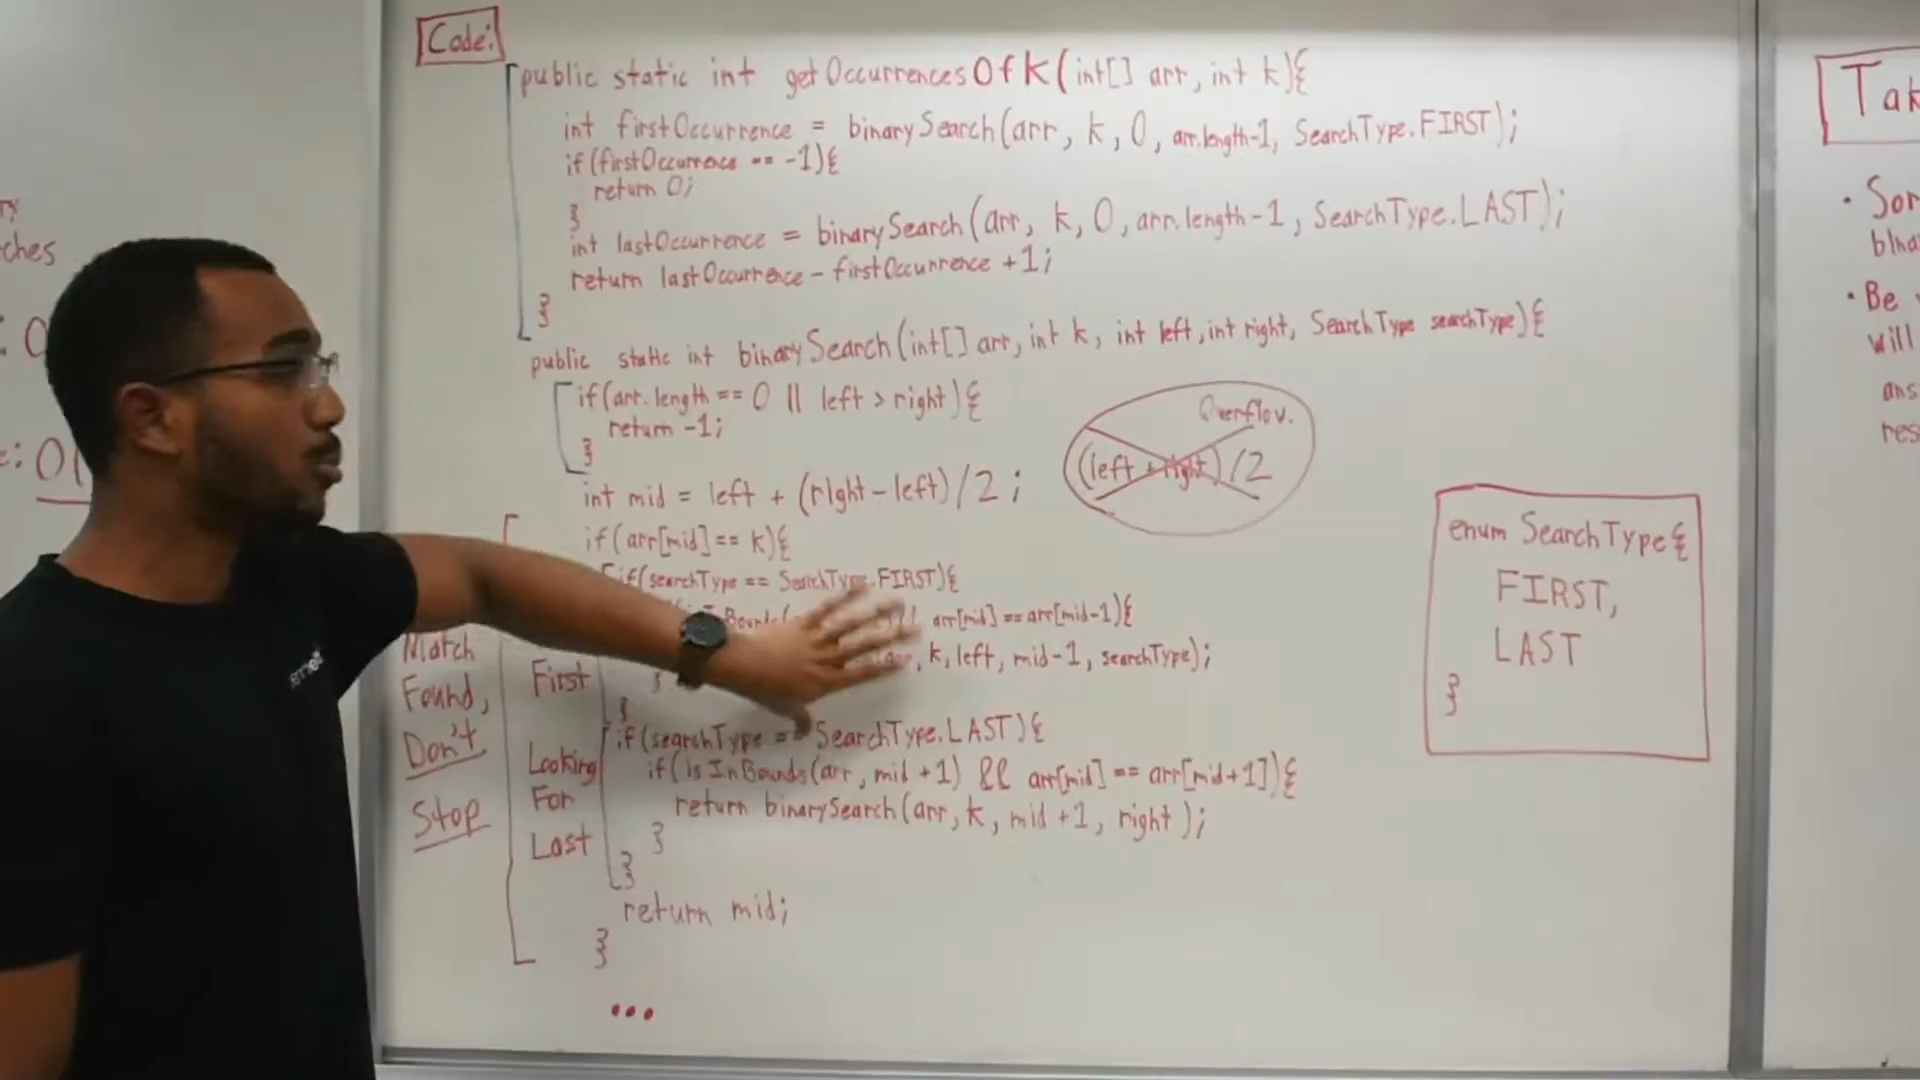 Code:
public static int getOccurrencesOfK(int[] arr, int k){
int firstOccurrence = binarySearch(arr, k, 0, arr.length-1, SearchType.FIRST);
if(firstOccurrence == -1){
return 0;
}
int lastOccurrence = binarySearch(arr, k, 0, arr.length-1, SearchType.LAST);
return lastOccurrence - firstOccurrence +1;
}
public static int binarySearch(int[] arr, int k, int left, int right, SearchType searchType){
if(arr.length == 0 || left > right){
return -1;
}
int mid = left + (right-left)/2;
if(arr[mid] == k){
if(searchType == SearchType.FIRST){
arr[mid] == arr[mid-1]{
k, left, mid-1, searchType);
}
}
if(searchType == SearchType.LAST){
if(isInBounds(arr, mid+1) && arr[mid] == arr[mid+1]){
return binarySearch(arr, k, mid+1, right);
}
}
return mid;
}
...
Overflow.
(left + right)/2
enum SearchType{
FIRST,
LAST
}
Match
Found,
Don't
Stop
First
Looking
For
Last
ches
Be
will
ans
res